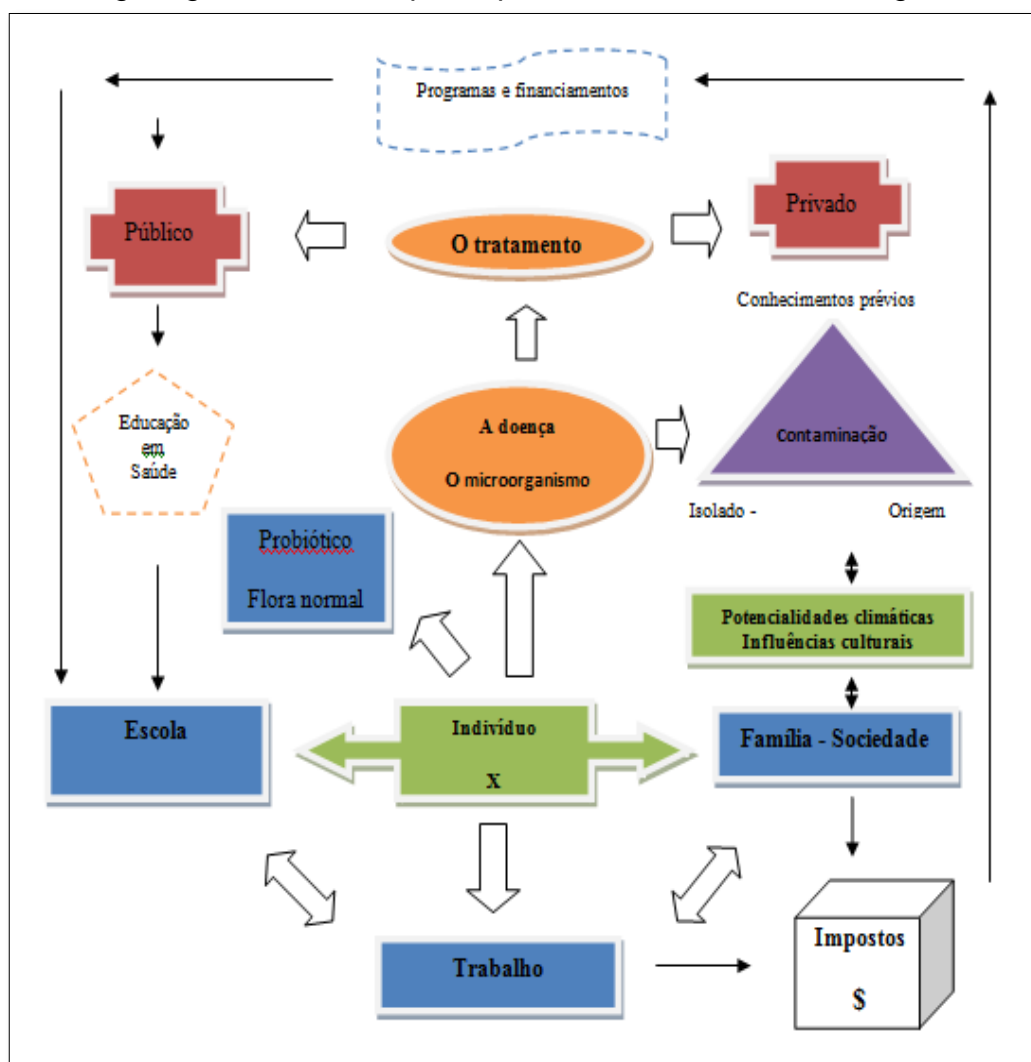 Programas e financiamentos
Público
O tratamento
Privado
Conhecimentos prévios
Educação
em
Saúde
A doença
O microorganismo
Contaminação
Isolado -
Origem
Probiótico
Flora normal
Potencialidades climáticas
Influências culturais
Escola
Indivíduo
X
Família - Sociedade
Trabalho
Impostos
$